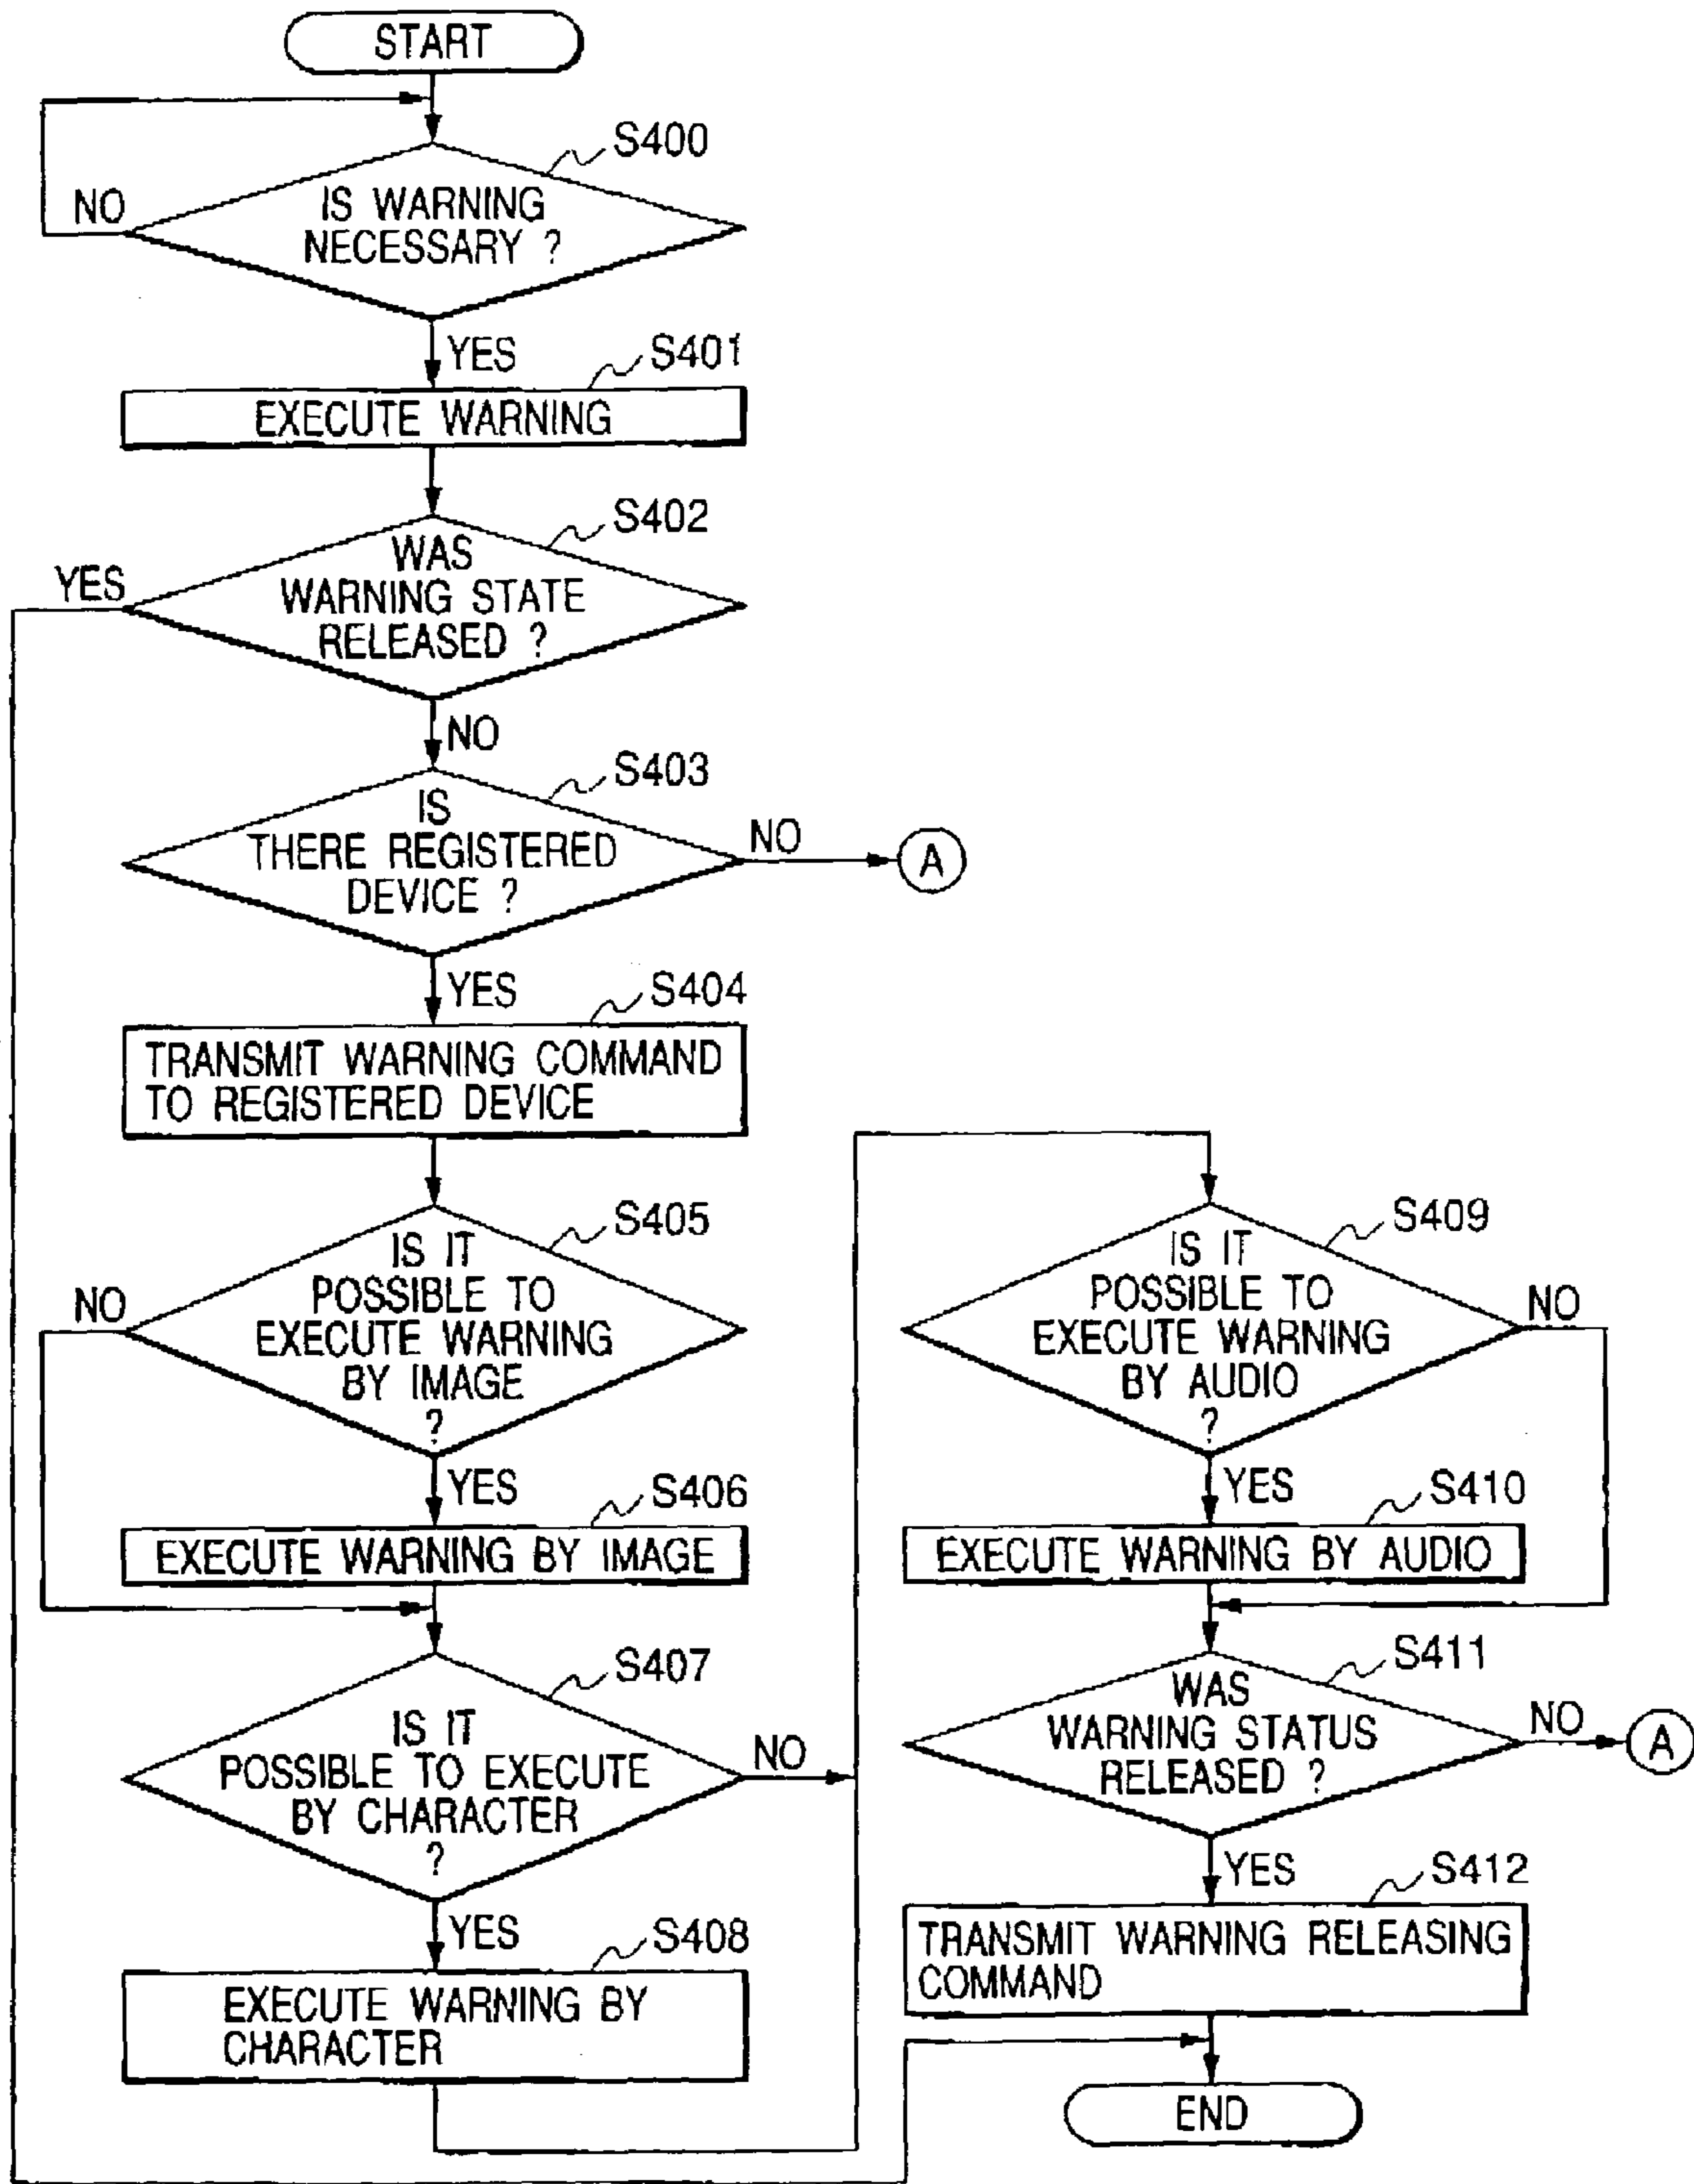 START
S400
NO
IS WARNING
NECESSARY ?
YES
S401
EXECUTE WARNING
S402
YES
WAS
WARNING STATE
RELEASED ?
NO
S403
IS
THERE REGISTERED
DEVICE ?
NO
A
YES
S404
TRANSMIT WARNING COMMAND
TO REGISTERED DEVICE
S405
NO
IS IT
POSSIBLE TO
EXECUTE WARNING
BY IMAGE
?
YES
S406
EXECUTE WARNING BY IMAGE
S407
IS IT
POSSIBLE TO EXECUTE
BY CHARACTER
?
NO
YES
S408
EXECUTE WARNING BY
CHARACTER
S409
IS IT
POSSIBLE TO
EXECUTE WARNING
BY AUDIO
?
NO
YES
S410
EXECUTE WARNING BY AUDIO
S411
WAS
WARNING STATUS
RELEASED ?
NO
A
YES
S412
TRANSMIT WARNING RELEASING
COMMAND
END